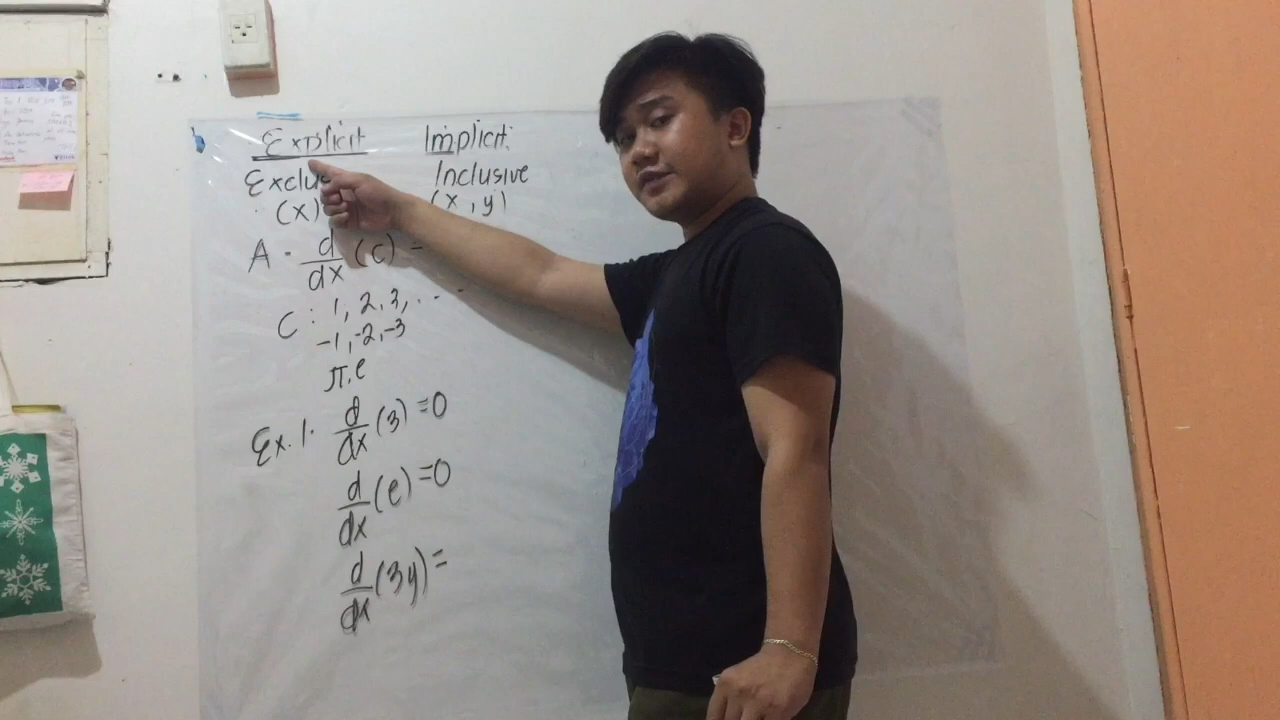 Explicit Implicit
Exclu Inclusive
(x) (x, y)
A. d/dx (c) =
C: 1, 2, 3, ...
-1, -2, -3
π, e
Ex. 1. d/dx (3) = 0
d/dx (e) = 0
d/dx (3y) =